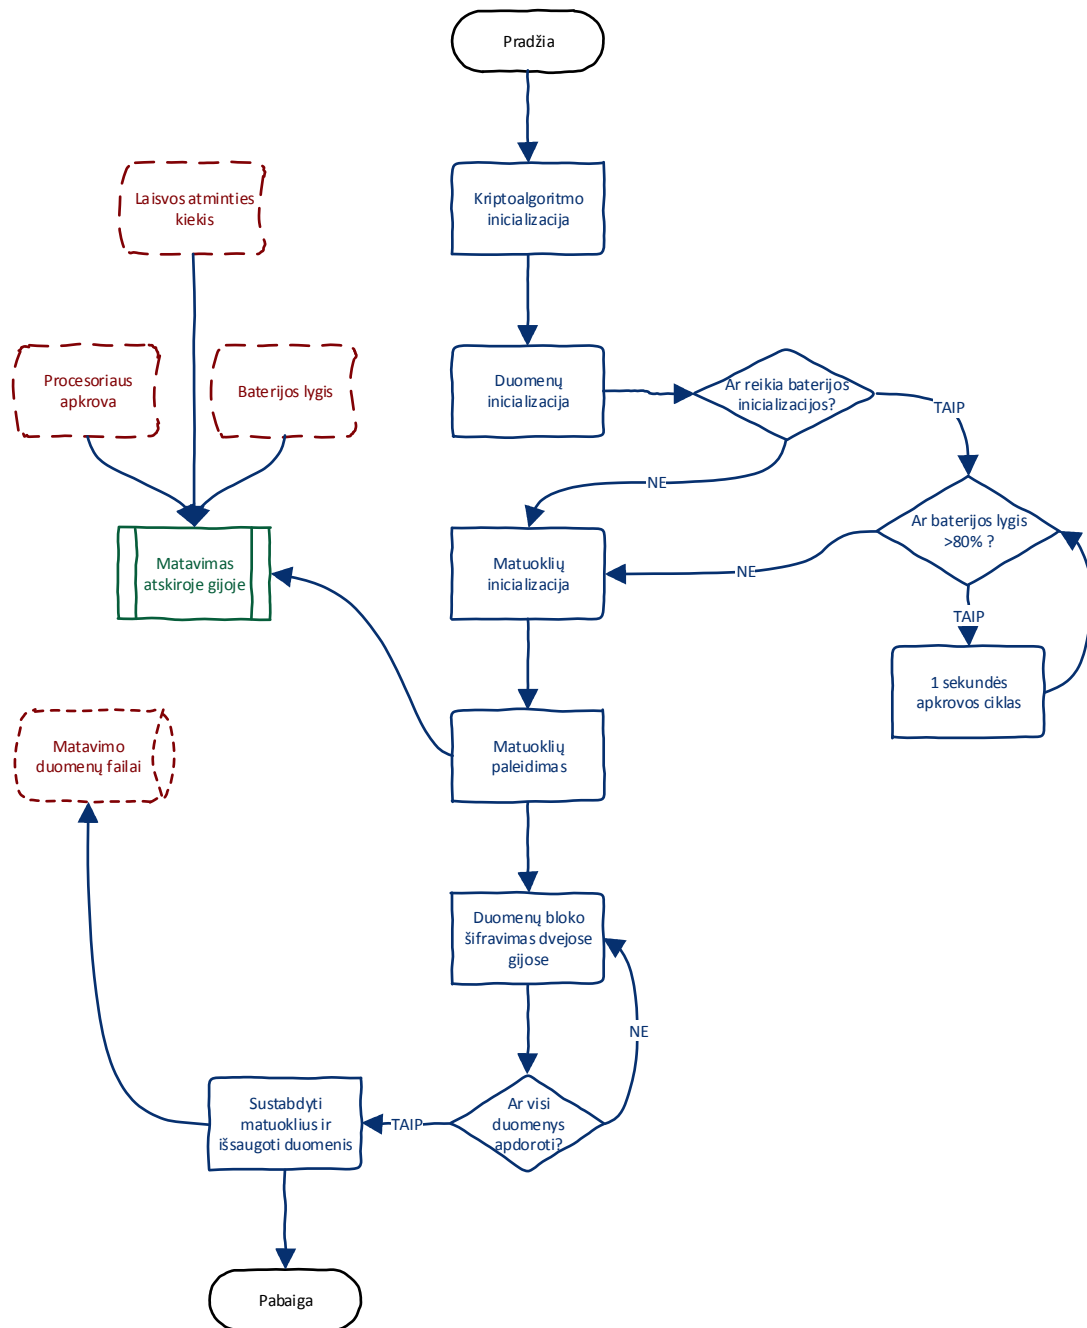 Pradžia
Laisvos atminties
kiekis
Kriptoalgoritmo
inicializacija
Procesoriaus
apkrova
Baterijos lygis
Duomenų
inicializacija
Ar reikia baterijos
inicializacijos?
TAIP
NE
Ar baterijos lygis
>80% ?
Matavimas
atskiroje gijoje
Matuoklių
inicializacija
NE
TAIP
1 sekundės
apkrovos ciklas
Matavimo
duomenų failai
Matuoklių
paleidimas
Duomenų bloko
šifravimas dvejose
gijose
NE
Sustabdyti
matuoklius ir
išsaugoti duomenis
TAIP
Ar visi
duomenys
apdoroti?
Pabaiga